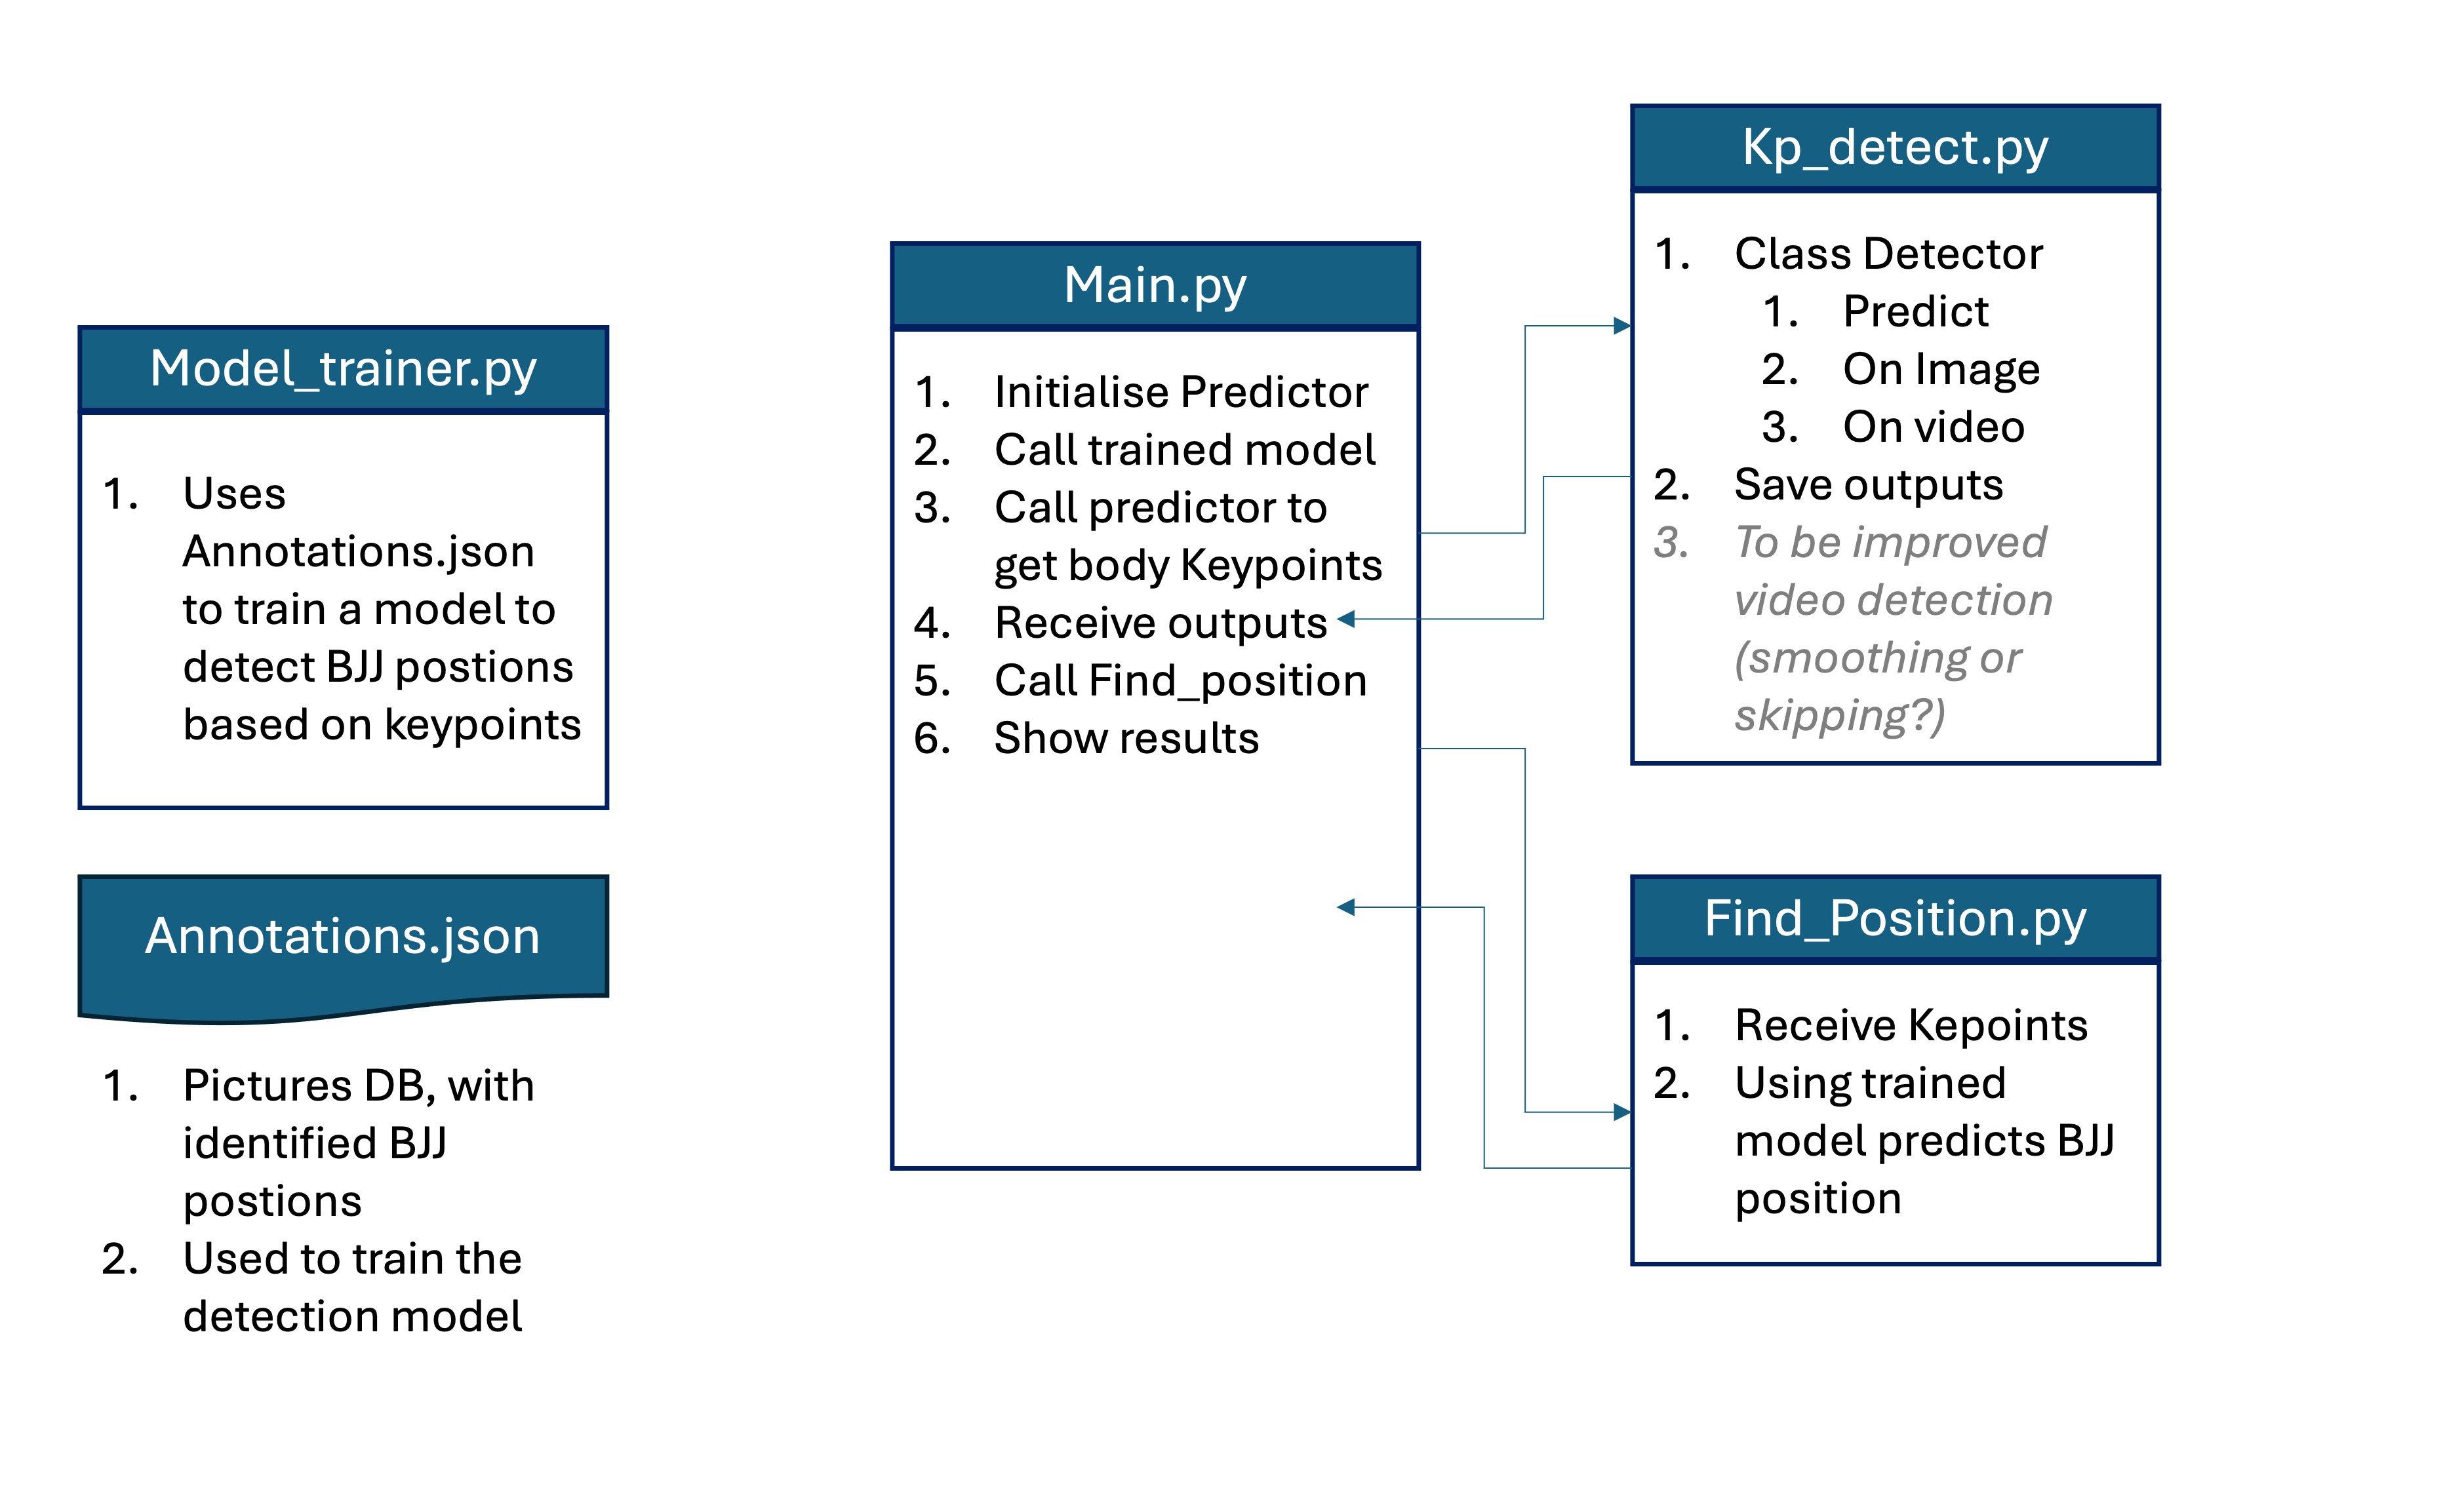 Model_trainer.py
1. Uses
Annotations.json
to train a model to
detect BJJ postions
based on keypoints
Annotations.json
1. Pictures DB, with
identified BJJ
postions
2. Used to train the
detection model
Main.py
1. Initialise Predictor
2. Call trained model
3. Call predictor to
get body Keypoints
4. Receive outputs
5. Call Find_position
6. Show results
Kp_detect.py
1. Class Detector
1. Predict
2. On Image
3. On video
2. Save outputs
3. To be improved
video detection
(smoothing or
skipping?)
Find_Position.py
1. Receive Kepoints
2. Using trained
model predicts BJJ
position